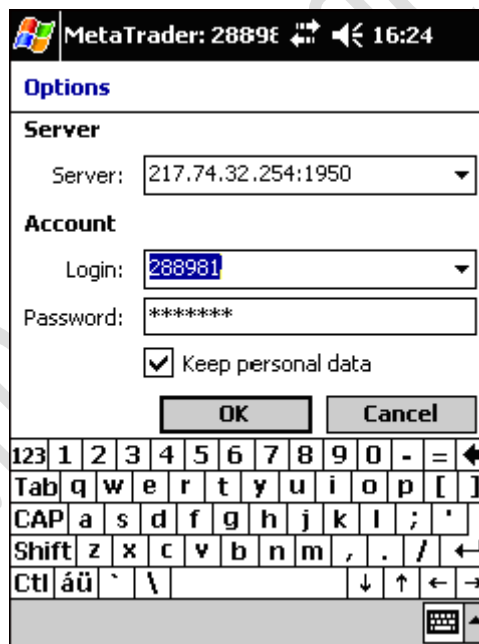 MetaTrader: 28898 16:24
Options
Server
Server: 217.74.32.254:1950
Account
Login: 288981
Password: *******
Keep personal data
OK Cancel
123 1 2 3 4 5 6 7 8 9 0 - =
Tab q w e r t y u i o p [ ]
CAP a s d f g h j k l ; '
Shift z x c v b n m , . /
Ctl áü ` \ ↓ ↑ ← →